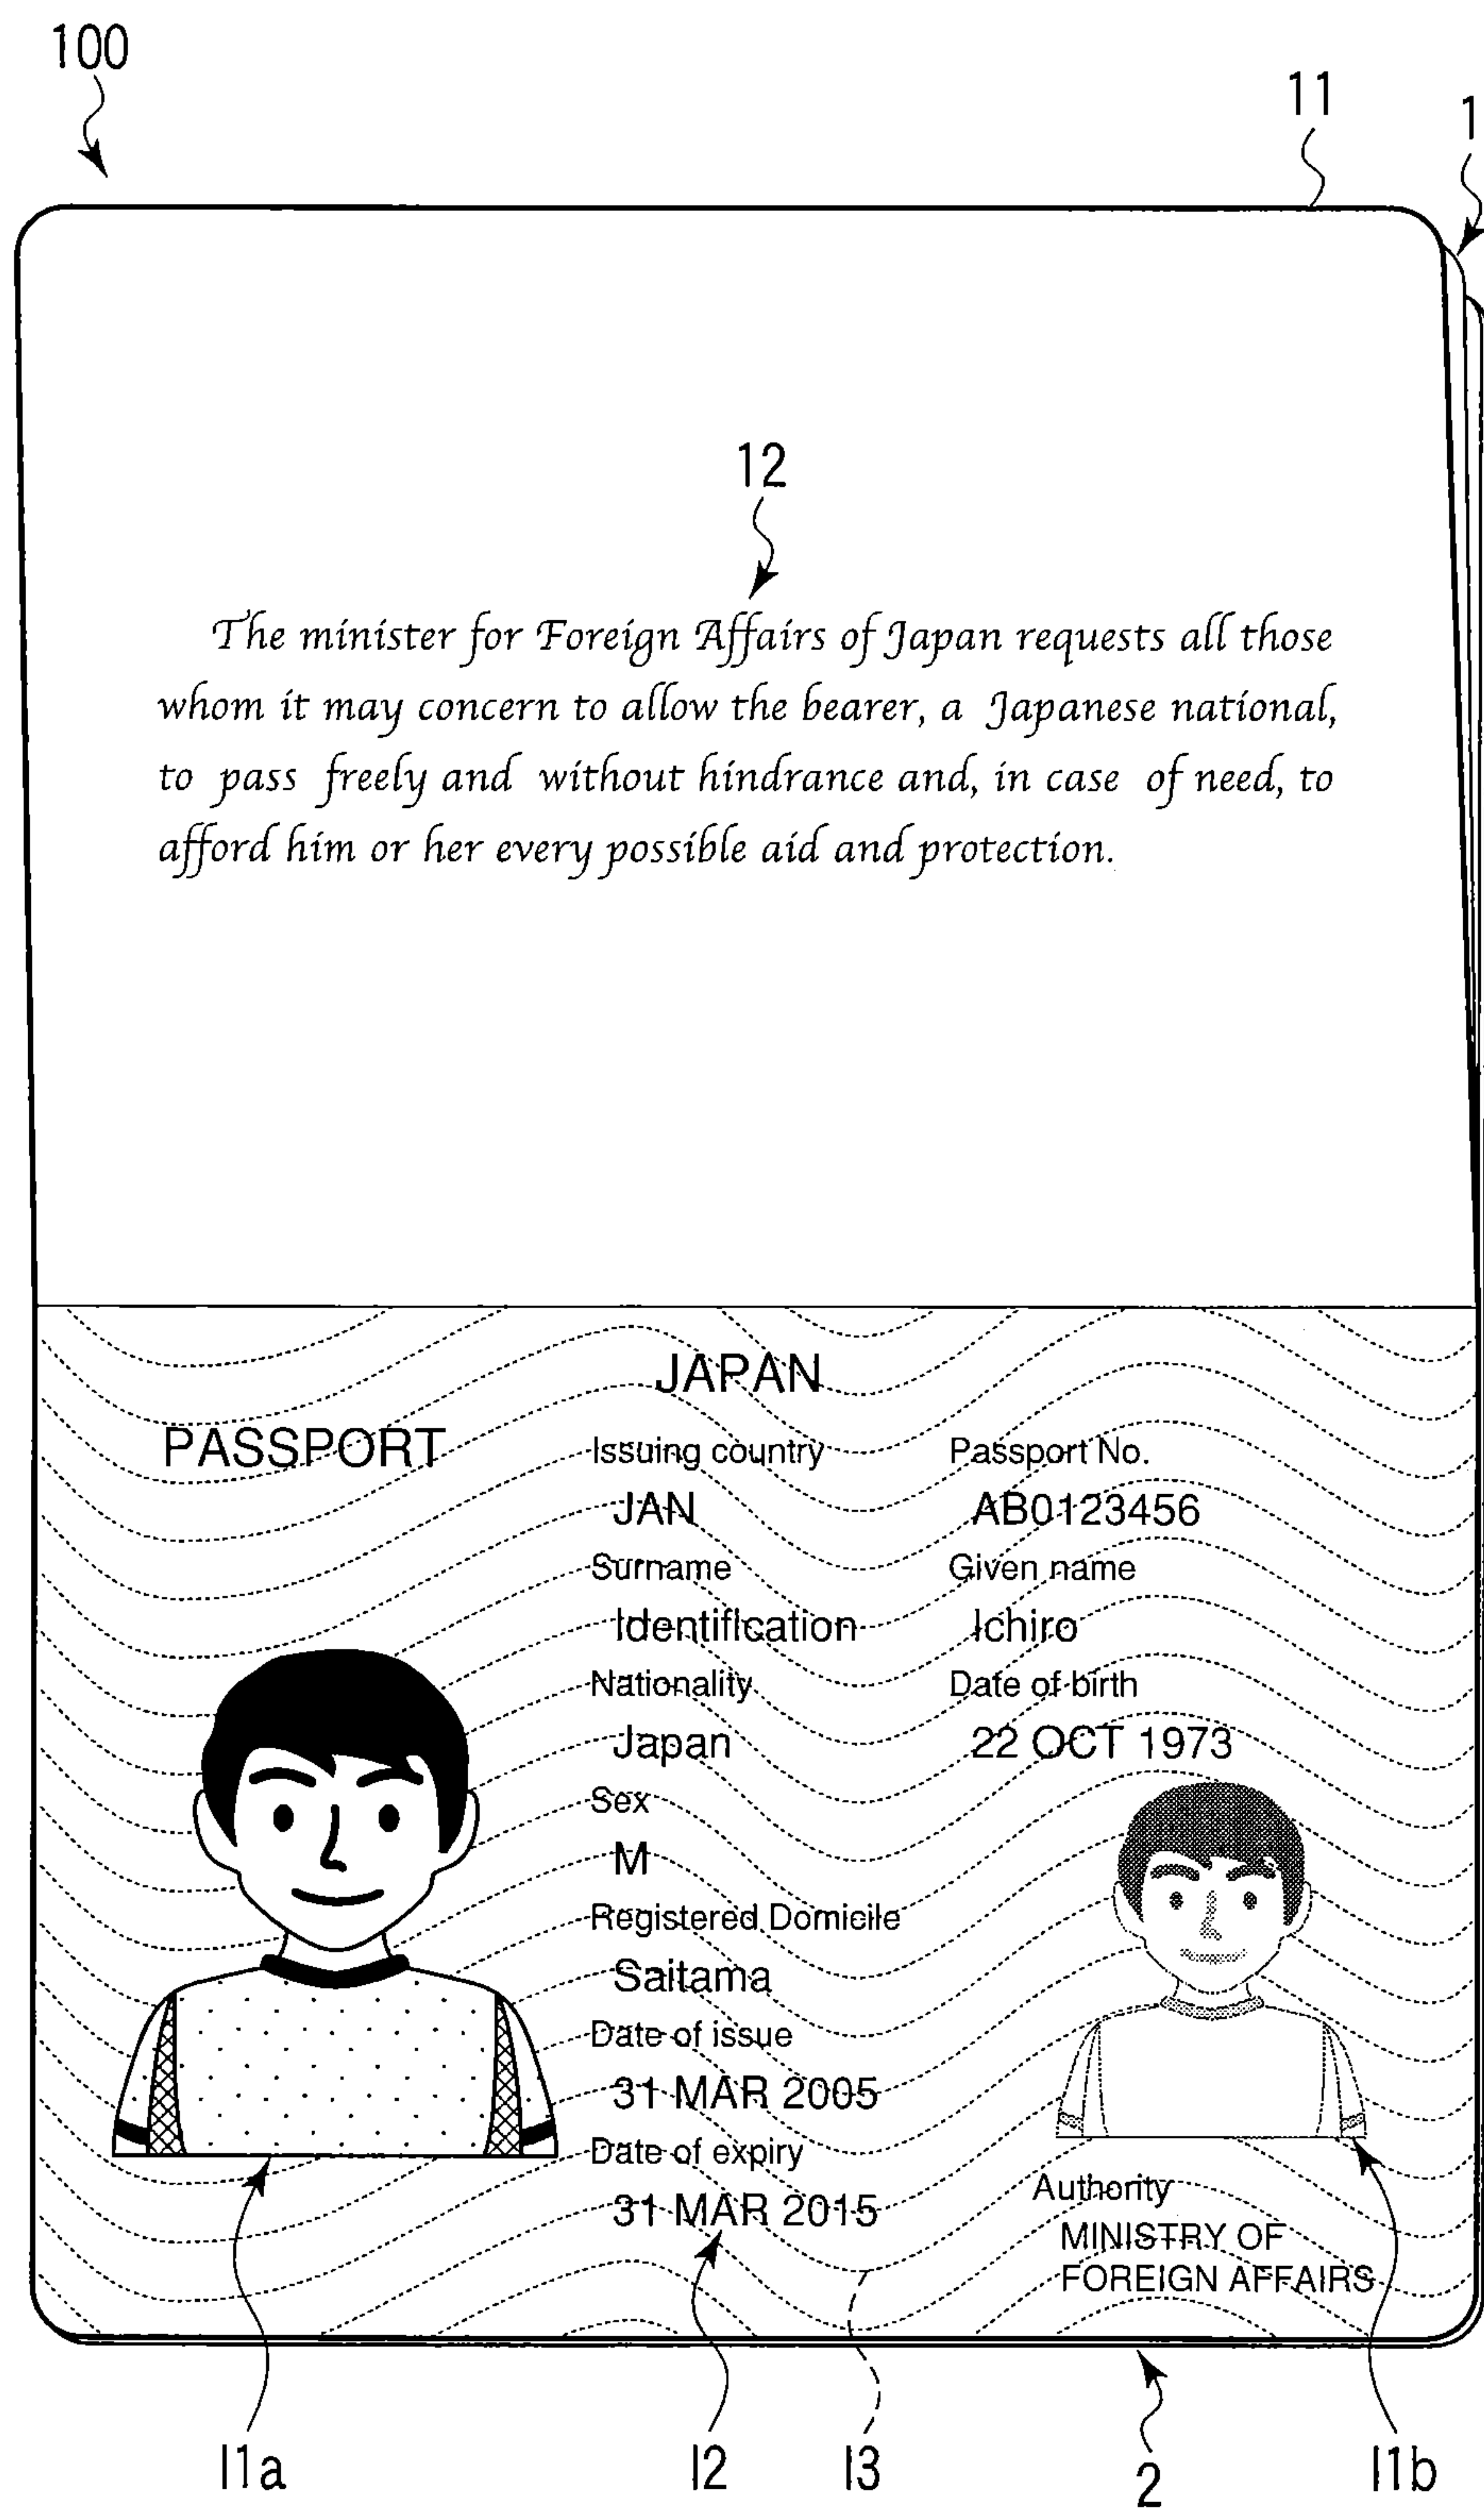 100
11
1
12
The minister for Foreign Affairs of Japan requests all those
whom it may concern to allow the bearer, a Japanese national,
to pass freely and without hindrance and, in case of need, to
afford him or her every possible aid and protection.
JAPAN
PASSPORT
Issuing country
Passport No.
JAN
AB0123456
Surname
Given name
Identification
Ichiro
Nationality
Date of birth
Japan
22 OCT 1973
Sex
M
Registered Domicile
Saitama
Date of issue
31 MAR 2005
Date of expiry
31 MAR 2015
Authority
MINISTRY OF
FOREIGN AFFAIRS
I1a
I2
I3
2
I1b